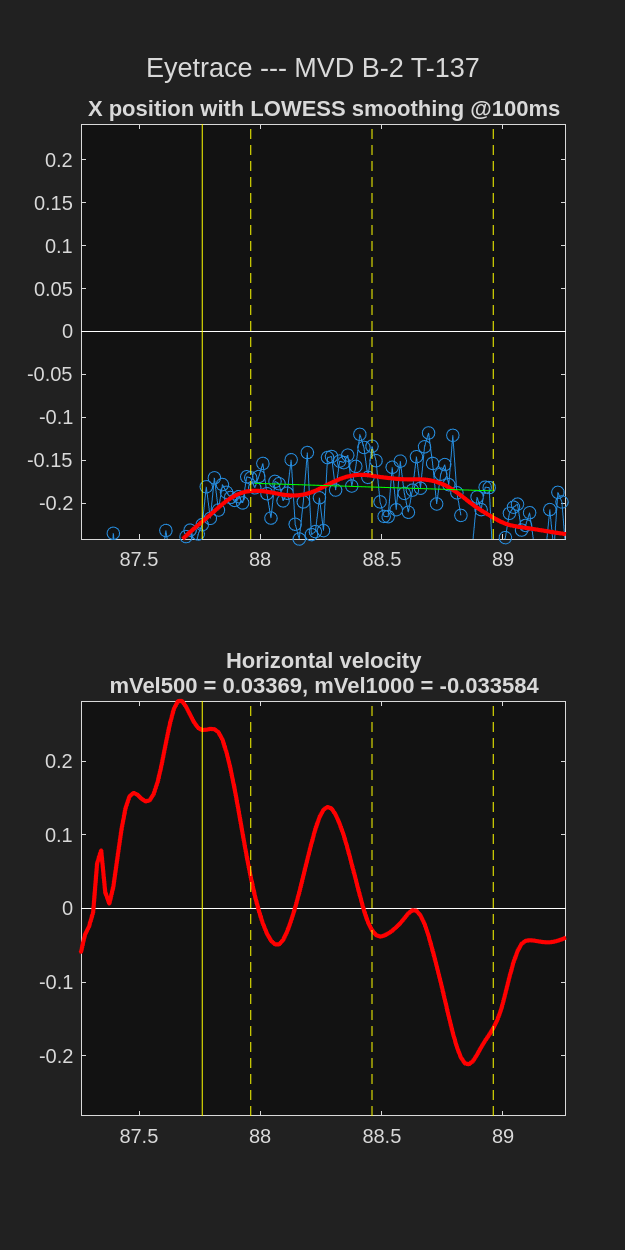 Eyetrace --- MVD B-2 T-137
X position with LOWESS smoothing @100ms
0.2
0.15
0.1
0.05
0
-0.05
-0.1
-0.15
-0.2
87.5 88 88.5 89
Horizontal velocity
mVel500 = 0.03369, mVel1000 = -0.033584
0.2
0.1
0
-0.1
-0.2
87.5 88 88.5 89